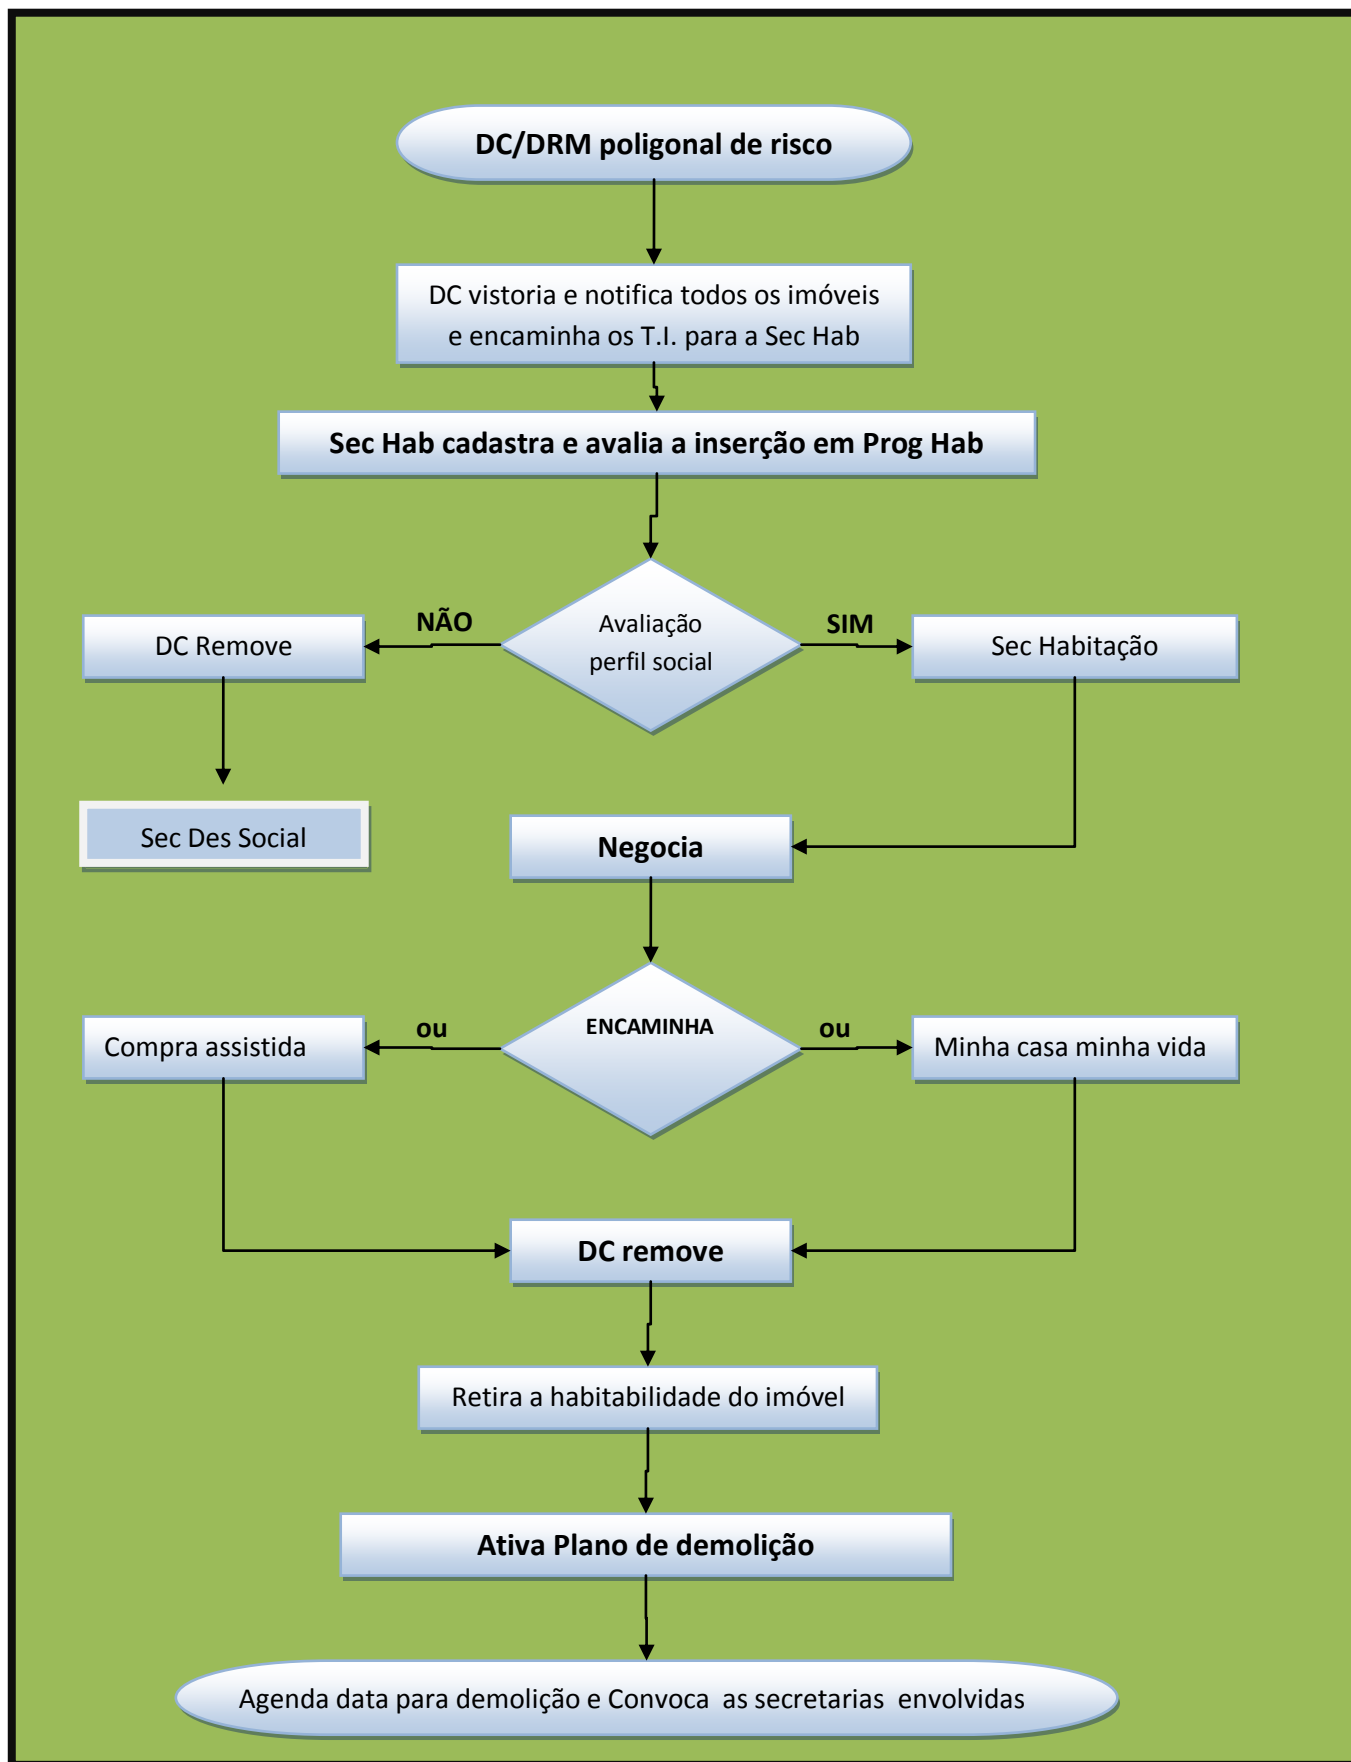 DC/DRM poligonal de risco
DC vistoria e notifica todos os imóveis
e encaminha os T.I. para a Sec Hab
Sec Hab cadastra e avalia a inserção em Prog Hab
NÃO
SIM
DC Remove
Avaliação
perfil social
Sec Habitação
Sec Des Social
Negocia
ou
ENCAMINHA
ou
Compra assistida
Minha casa minha vida
DC remove
Retira a habitabilidade do imóvel
Ativa Plano de demolição
Agenda data para demolição e Convoca as secretarias envolvidas